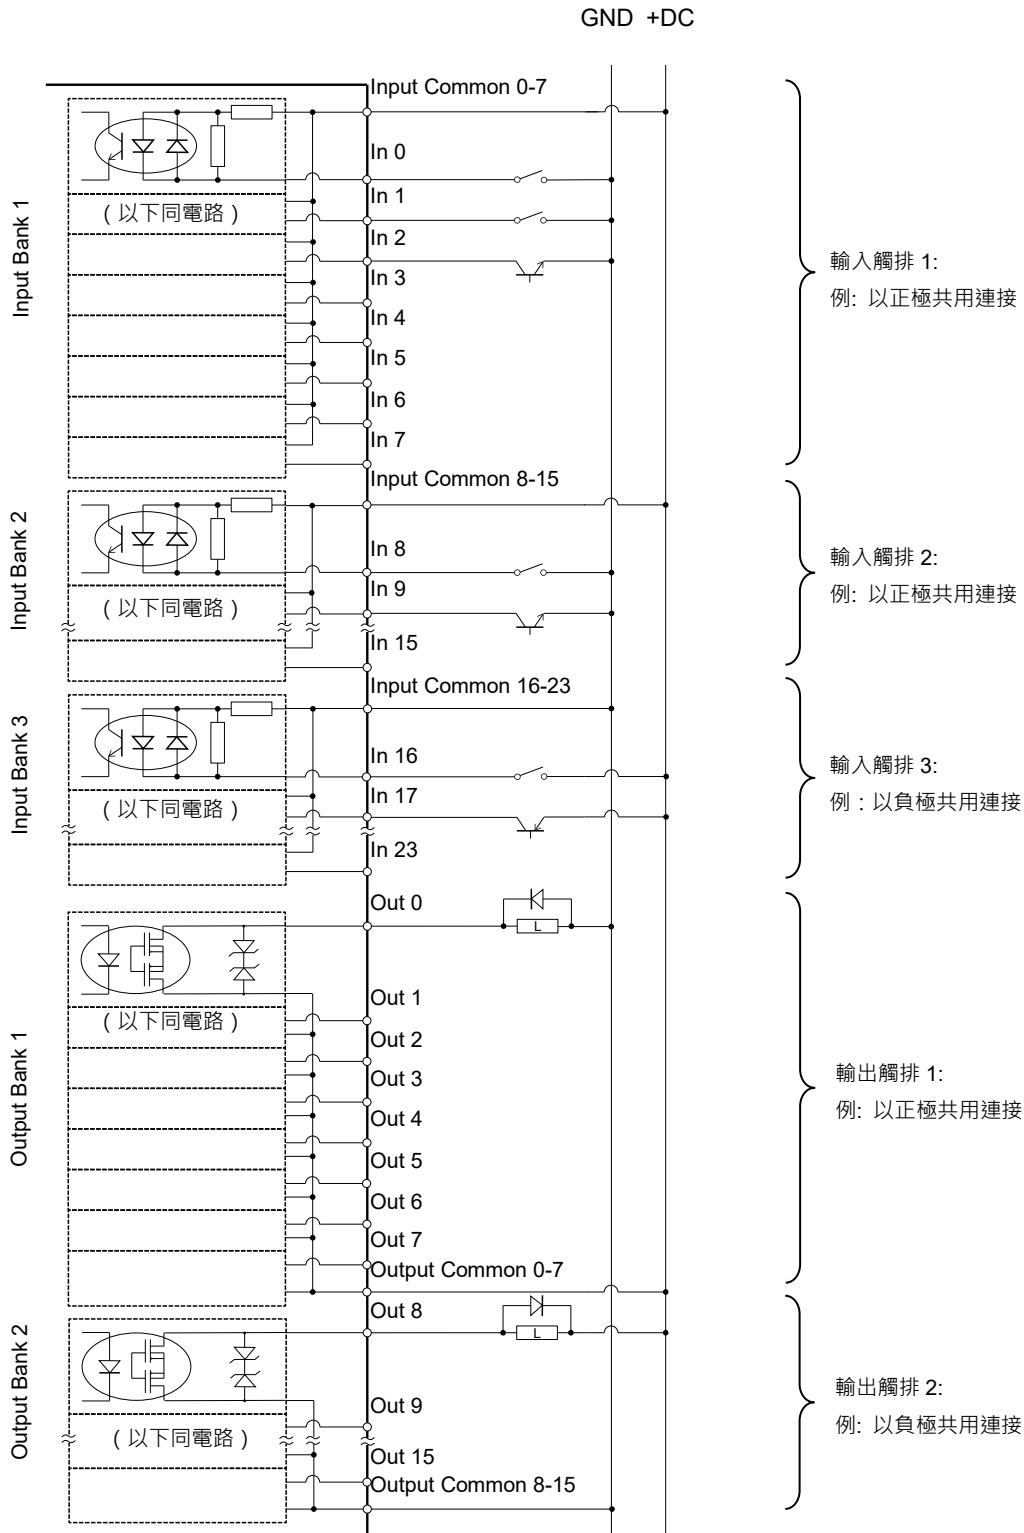 GND +DC
Input Bank 1
Input Common 0-7
In 0
In 1
(以下同電路)
In 2
In 3
In 4
In 5
In 6
In 7
輸入觸排 1:
例: 以正極共用連接
Input Bank 2
Input Common 8-15
In 8
In 9
(以下同電路)
In 15
輸入觸排 2:
例: 以正極共用連接
Input Bank 3
Input Common 16-23
In 16
In 17
(以下同電路)
In 23
輸入觸排 3:
例:以負極共用連接
Output Bank 1
Out 0
L
Out 1
(以下同電路)
Out 2
Out 3
Out 4
Out 5
Out 6
Out 7
Output Common 0-7
輸出觸排 1:
例: 以正極共用連接
Output Bank 2
Out 8
L
Out 9
(以下同電路)
Out 15
Output Common 8-15
輸出觸排 2:
例: 以負極共用連接